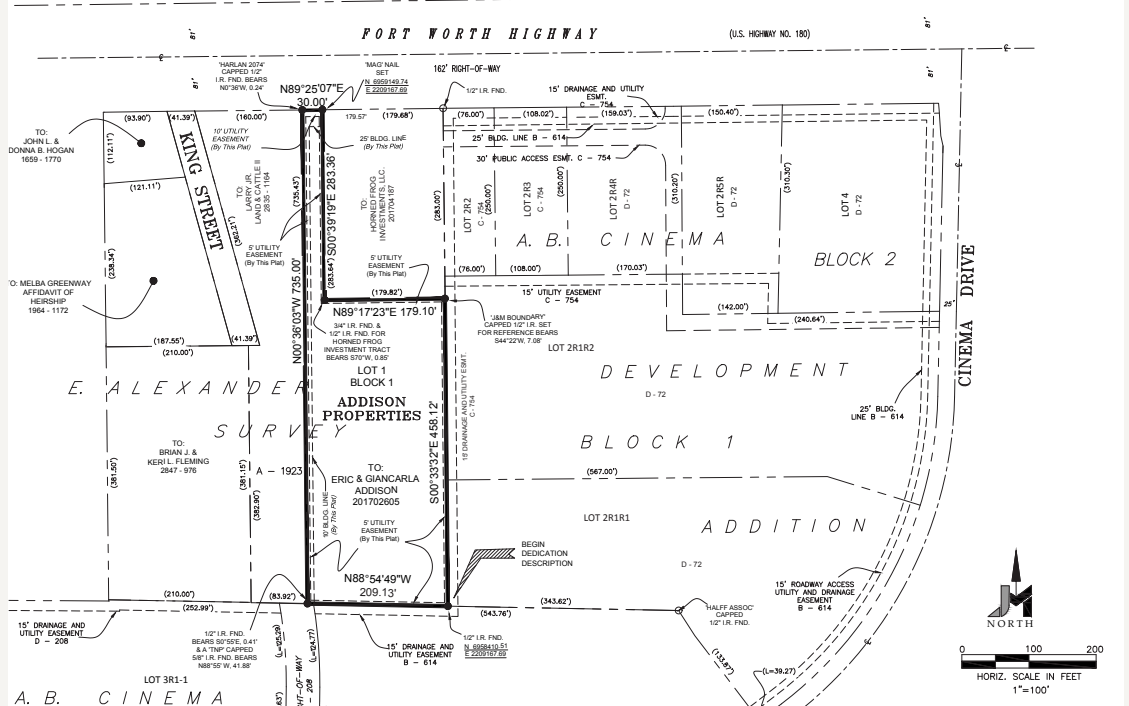 FORT WORTH HIGHWAY
(U.S. HIGHWAY NO. 180)
81'
81'
81'
81'
162' RIGHT-OF-WAY
'HARLAN 2074'
CAPPED 1/2"
I.R. FND. BEARS
N0°36'W, 0.24'
'MAG' NAIL
SET
N 6959149.74
E 2209167.69
N89°25'07"E
30.00'
1/2" I.R. FND.
15' DRAINAGE AND UTILITY
ESMT.
C - 754
(93.90')
(41.39')
(160.00')
179.57'
(179.68')
(76.00')
(108.02')
(159.03')
(150.40')
TO:
JOHN L. &
DONNA B. HOGAN
1659 - 1770
(112.11')
(121.11')
KING STREET
10' UTILITY
EASEMENT
(By This Plat)
25' BLDG. LINE
(By This Plat)
25' BLDG. LINE B - 614
30' PUBLIC ACCESS ESMT. C - 754
TO:
LARRY JR.
LAND & CATTLE II
2835 - 1164
(735.43')
S00°39'19"E 283.36'
(283.64')
TO:
HORNED FROG
INVESTMENTS, LLC.
201704187
(283.00')
LOT 2R2
C - 754
(250.00')
LOT 2R3
C - 754
(250.00')
LOT 2R4R
D - 72
(310.20')
LOT 2R5R
D - 72
(310.30')
LOT 4
D - 72
A. B. CINEMA
BLOCK 2
(362.21')
(238.34')
5' UTILITY
EASEMENT
(By This Plat)
5' UTILITY
EASEMENT
(By This Plat)
(76.00')
(108.00')
(170.03')
(179.82')
15' UTILITY EASEMENT
C - 754
(142.00')
(240.64')
25'
CINEMA DRIVE
TO: MELBA GREENWAY
AFFIDAVIT OF
HEIRSHIP
1964 - 1172
(187.55')
(41.39')
(210.00')
N00°36'03"W 735.00'
N89°17'23"E 179.10'
3/4" I.R. FND. &
1/2" I.R. FND. FOR
HORNED FROG
INVESTMENT TRACT
BEARS S70°W, 0.85'
'J&M BOUNDARY'
CAPPED 1/2" I.R. SET
FOR REFERENCE BEARS
S44°22'W, 7.08'
LOT 2R1R2
E. ALEXANDER
SURVEY
A - 1923
LOT 1
BLOCK 1
ADDISON
PROPERTIES
DEVELOPMENT
D - 72
BLOCK 1
25' BLDG.
LINE B - 614
15' DRAINAGE AND UTILITY ESMT.
C - 754
S00°33'32"E 458.12'
TO:
BRIAN J. &
KERI L. FLEMING
2847 - 976
(381.50')
(381.15')
(382.90')
TO:
ERIC & GIANCARLA
ADDISON
201702605
10' BLDG. LINE
(By This Plat)
5' UTILITY
EASEMENT
(By This Plat)
(567.00')
LOT 2R1R1
ADDITION
D - 72
BEGIN
DEDICATION
DESCRIPTION
N88°54'49"W
209.13'
(210.00')
(252.99')
(83.92')
(343.62')
(543.76')
15' ROADWAY ACCESS
UTILITY AND DRAINAGE
EASEMENT
B - 614
'HALFF ASSOC'
CAPPED
1/2" I.R. FND.
15' DRAINAGE AND
UTILITY EASEMENT
D - 208
1/2" I.R. FND.
BEARS S0°55'E, 0.41'
& A 'TNP' CAPPED
5/8" I.R. FND. BEARS
N88°55' W, 41.88'
(L=125.29)
(L=124.77)
15' DRAINAGE AND
UTILITY EASEMENT
B - 614
1/2" I.R. FND.
N 6958410.51
E 2209167.69
(133.87')
(L=39.27)
LOT 3R1-1
A. B. CINEMA
HT-OF-WAY
- 208
JM
NORTH
0 100 200
HORIZ. SCALE IN FEET
1"=100'